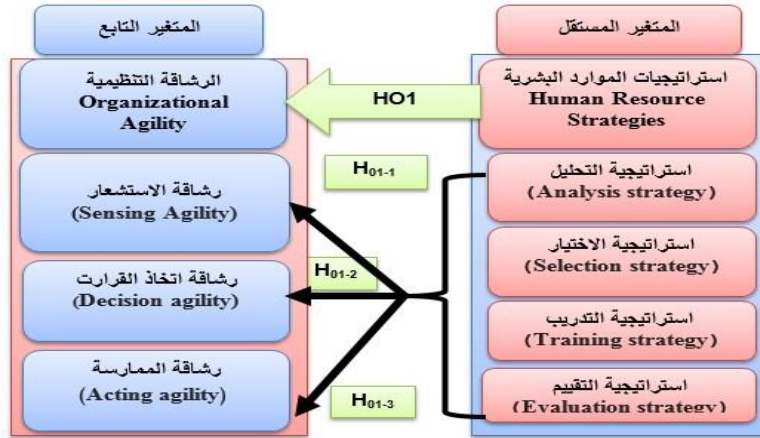 المتغير المستقل
المتغير التابع
استراتيجيات الموارد البشرية
Human Resource
Strategies
HO1
الرشاقة التنظيمية
Organizational
Agility
استراتيجية التحليل
(Analysis strategy)
استراتيجية الاختيار
(Selection strategy)
استراتيجية التدريب
(Training strategy)
استراتيجية التقييم
(Evaluation strategy)
H01-1
H01-2
H01-3
رشاقة الاستشعار
(Sensing Agility)
رشاقة اتخاذ القرارت
(Decision agility)
رشاقة الممارسة
(Acting agility)